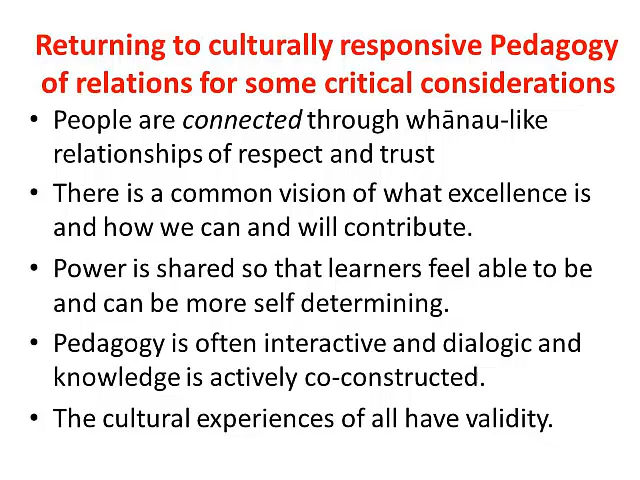 Returning to culturally responsive Pedagogy
of relations for some critical considerations
• People are connected through whānau-like
relationships of respect and trust
• There is a common vision of what excellence is
and how we can and will contribute.
• Power is shared so that learners feel able to be
and can be more self determining.
• Pedagogy is often interactive and dialogic and
knowledge is actively co-constructed.
• The cultural experiences of all have validity.